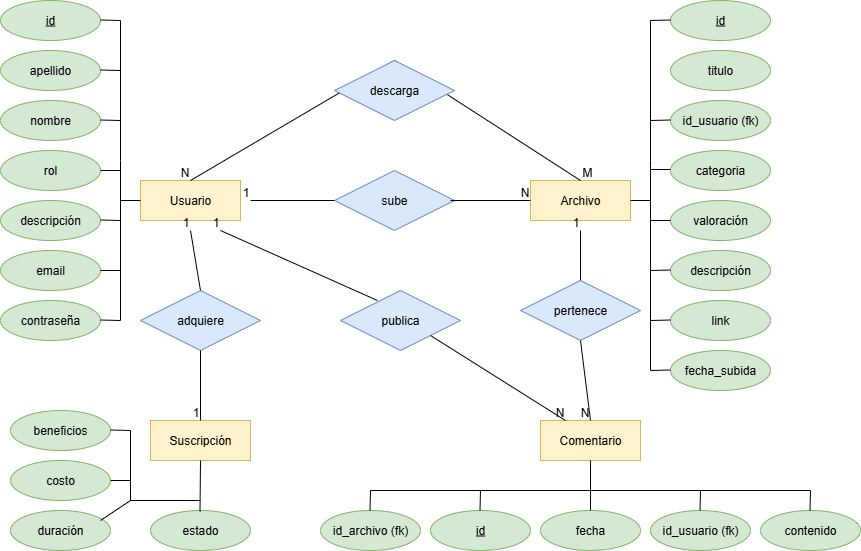 id
id
apellido
descarga
titulo
nombre
id_usuario (fk)
rol
N
M
categoria
Usuario
1
sube
N
Archivo
descripción
1
1
1
valoración
email
descripción
contraseña
adquiere
publica
pertenece
link
fecha_subida
1
N
N
beneficios
Suscripción
Comentario
costo
duración
estado
id_archivo (fk)
id
fecha
id_usuario (fk)
contenido